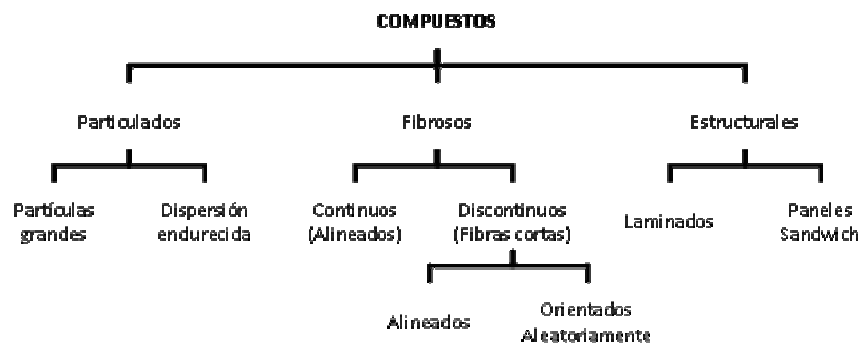 COMPUESTOS
Particulados
Fibrosos
Estructurales
Partículas
grandes
Dispersión
endurecida
Continuos
(Alineados)
Discontinuos
(Fibras cortas)
Laminados
Paneles
Sandwich
Alineados
Orientados
Aleatoriamente